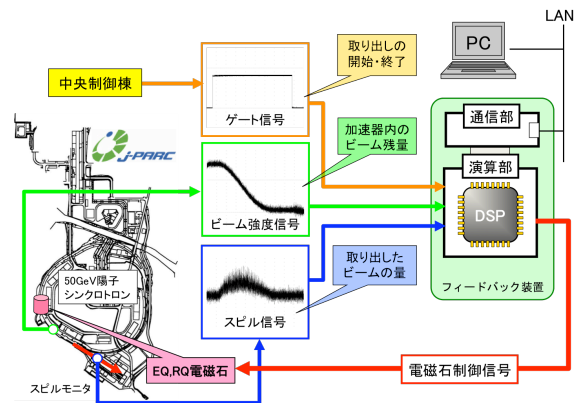 LAN
PC
中央制御棟
取り出しの
開始・終了
ゲート信号
通信部
演算部
DSP
フィードバック装置
J-PARC
加速器内の
ビーム残量
ビーム強度信号
50GeV陽子
シンクロトロン
取り出した
ビームの量
スピル信号
EQ,RQ電磁石
電磁石制御信号
スピルモニタ